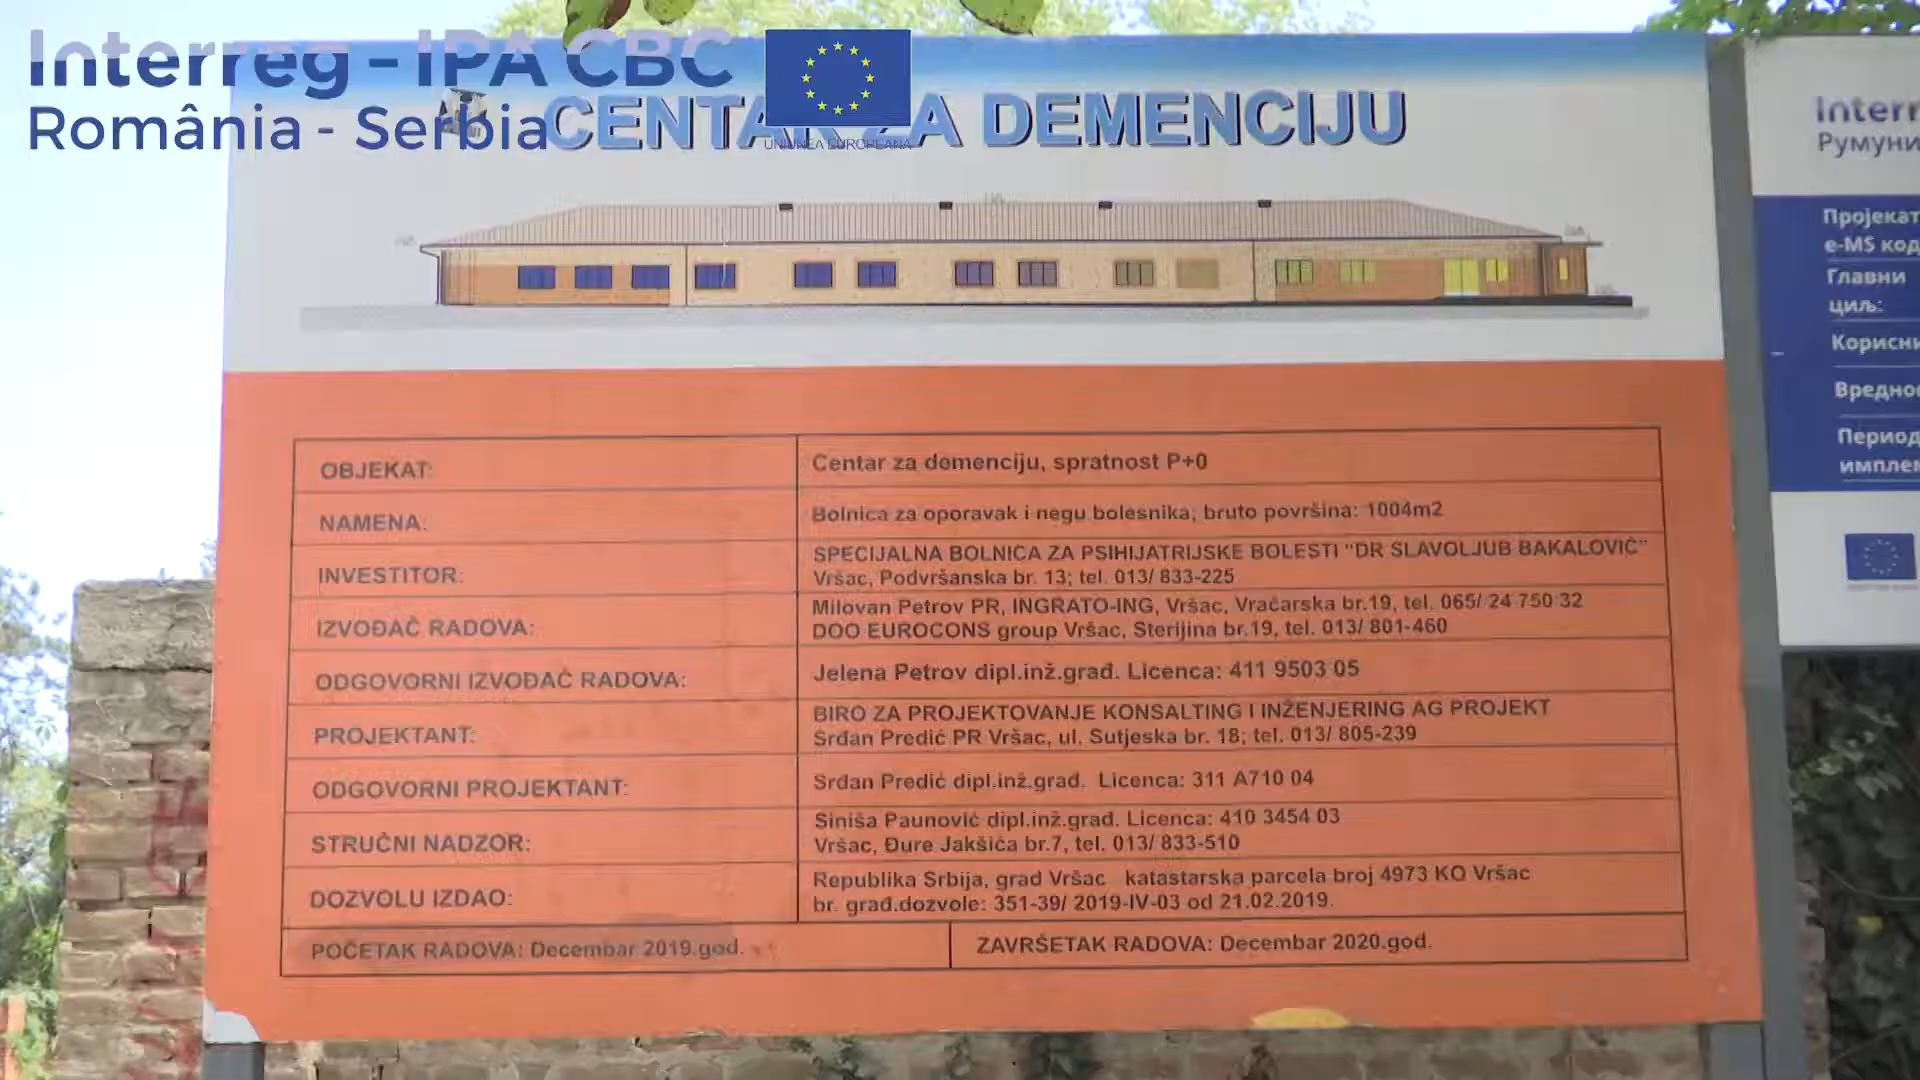 Interreg - IPA CBC
România - Serbia
UNIUNEA EUROPEANĂ
CENTAR ZA DEMENCIJU
OBJEKAT: Centar za demenciju, spratnost P+0
NAMENA: Bolnica za oporavak i negu bolesnika; bruto površina: 1004m2
INVESTITOR: SPECIJALNA BOLNICA ZA PSIHIJATRIJSKE BOLESTI "DR SLAVOLJUB BAKALOVIĆ"
Vršac, Podvršanska br. 13; tel. 013/ 833-225
IZVOĐAČ RADOVA: Milovan Petrov PR, INGRATO-ING, Vršac, Vračarska br.19, tel. 065/ 24 750 32
DOO EUROCONS group Vršac, Sterijina br.19, tel. 013/ 801-460
ODGOVORNI IZVOĐAČ RADOVA: Jelena Petrov dipl.inž.građ. Licenca: 411 9503 05
PROJEKTANT: BIRO ZA PROJEKTOVANJE KONSALTING I INŽENJERING AG PROJEKT
Srđan Predić PR Vršac, ul. Sutjeska br. 18; tel. 013/ 805-239
ODGOVORNI PROJEKTANT: Srđan Predić dipl.inž.građ. Licenca: 311 A710 04
STRUČNI NADZOR: Siniša Paunović dipl.inž.građ. Licenca: 410 3454 03
Vršac, Đure Jakšića br.7, tel. 013/ 833-510
DOZVOLU IZDAO: Republika Srbija, grad Vršac katastarska parcela broj 4973 KO Vršac
br. građ.dozvole: 351-39/ 2019-IV-03 od 21.02.2019.
POČETAK RADOVA: Decembar 2019.god. ZAVRŠETAK RADOVA: Decembar 2020.god.
Interr
Румуни
Пројекат
e-MS код
Главни
циљ:
Корисни
Вредно
Период
имплем